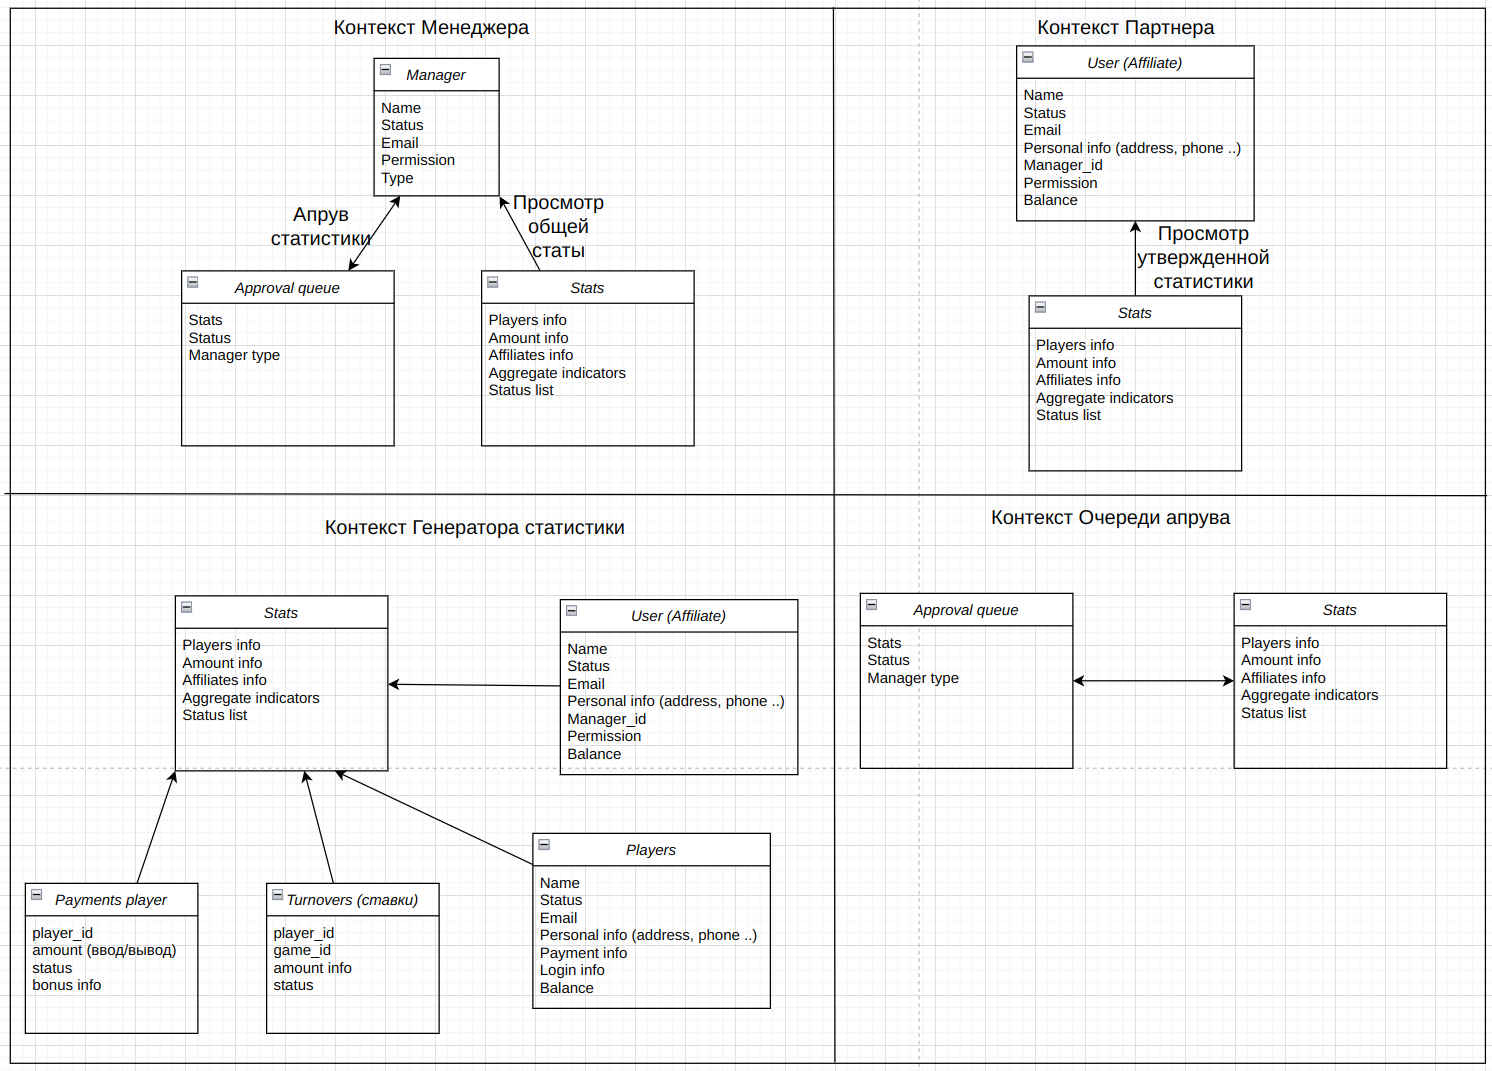 Контекст Менеджера
Manager
Name
Status
Email
Permission
Type
Апрув
статистики
Просмотр
общей
статы
Approval queue
Stats
Status
Manager type
Stats
Players info
Amount info
Affiliates info
Aggregate indicators
Status list
Контекст Партнера
User (Affiliate)
Name
Status
Email
Personal info (address, phone ..)
Manager_id
Permission
Balance
Просмотр
утвержденной
статистики
Stats
Players info
Amount info
Affiliates info
Aggregate indicators
Status list
Контекст Генератора статистики
Stats
Players info
Amount info
Affiliates info
Aggregate indicators
Status list
User (Affiliate)
Name
Status
Email
Personal info (address, phone ..)
Manager_id
Permission
Balance
Payments player
player_id
amount (ввод/вывод)
status
bonus info
Turnovers (ставки)
player_id
game_id
amount info
status
Players
Name
Status
Email
Personal info (address, phone ..)
Payment info
Login info
Balance
Контекст Очереди апрува
Approval queue
Stats
Status
Manager type
Stats
Players info
Amount info
Affiliates info
Aggregate indicators
Status list